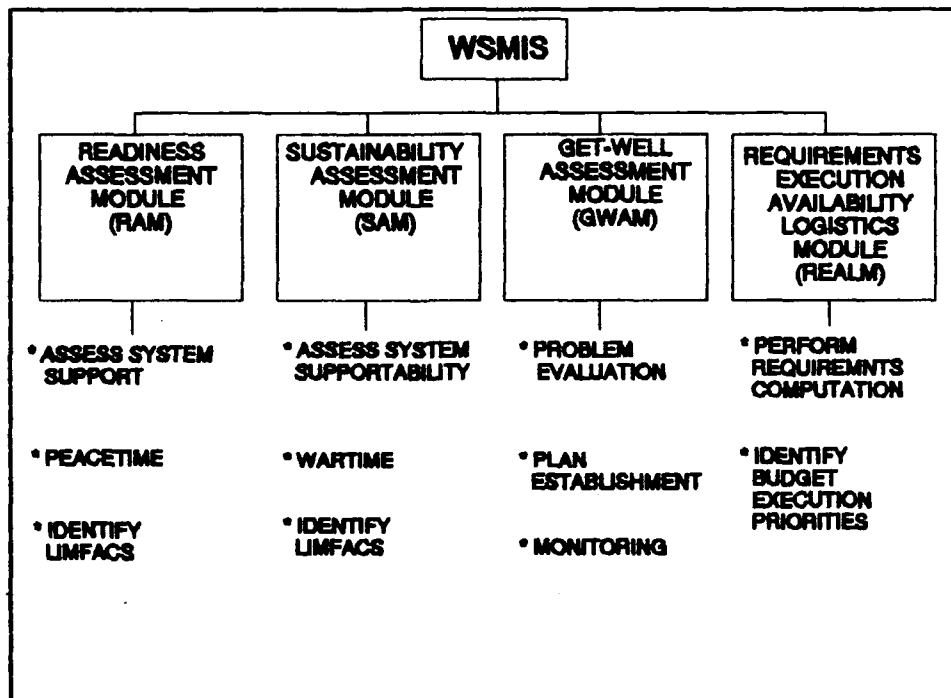 WSMIS
READINESS
ASSESSMENT
MODULE
(RAM)
SUSTAINABILITY
ASSESSMENT
MODULE
(SAM)
GET-WELL
ASSESSMENT
MODULE
(GWAM)
REQUIREMENTS
EXECUTION
AVAILABILITY
LOGISTICS
MODULE
(REALM)
* ASSESS SYSTEM
SUPPORT
* PEACETIME
* IDENTIFY
LIMFACS
* ASSESS SYSTEM
SUPPORTABILITY
* WARTIME
* IDENTIFY
LIMFACS
* PROBLEM
EVALUATION
* PLAN
ESTABLISHMENT
* MONITORING
* PERFORM
REQUIREMNTS
COMPUTATION
* IDENTIFY
BUDGET
EXECUTION
PRIORITIES